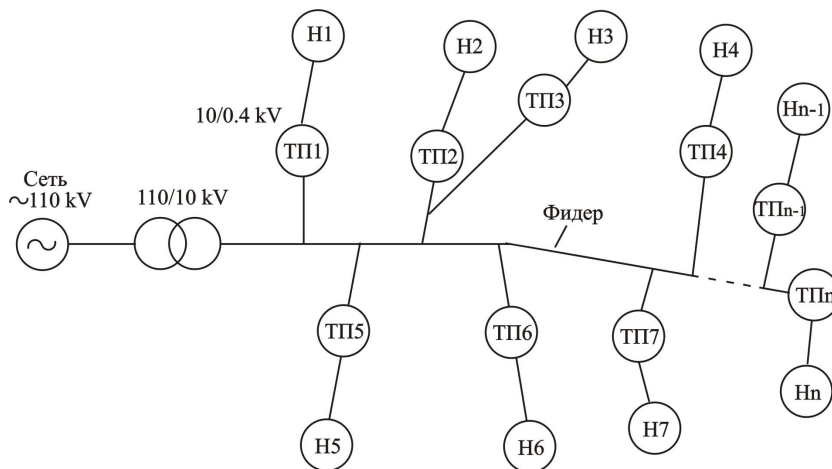 Н1
Н2
Н3
Н4
Нn-1
10/0.4 kV
ТП1
ТП2
ТП3
ТП4
ТПn-1
Сеть
~110 kV
110/10 kV
Фидер
ТПn
ТП5
ТП6
ТП7
Нn
Н5
Н6
Н7